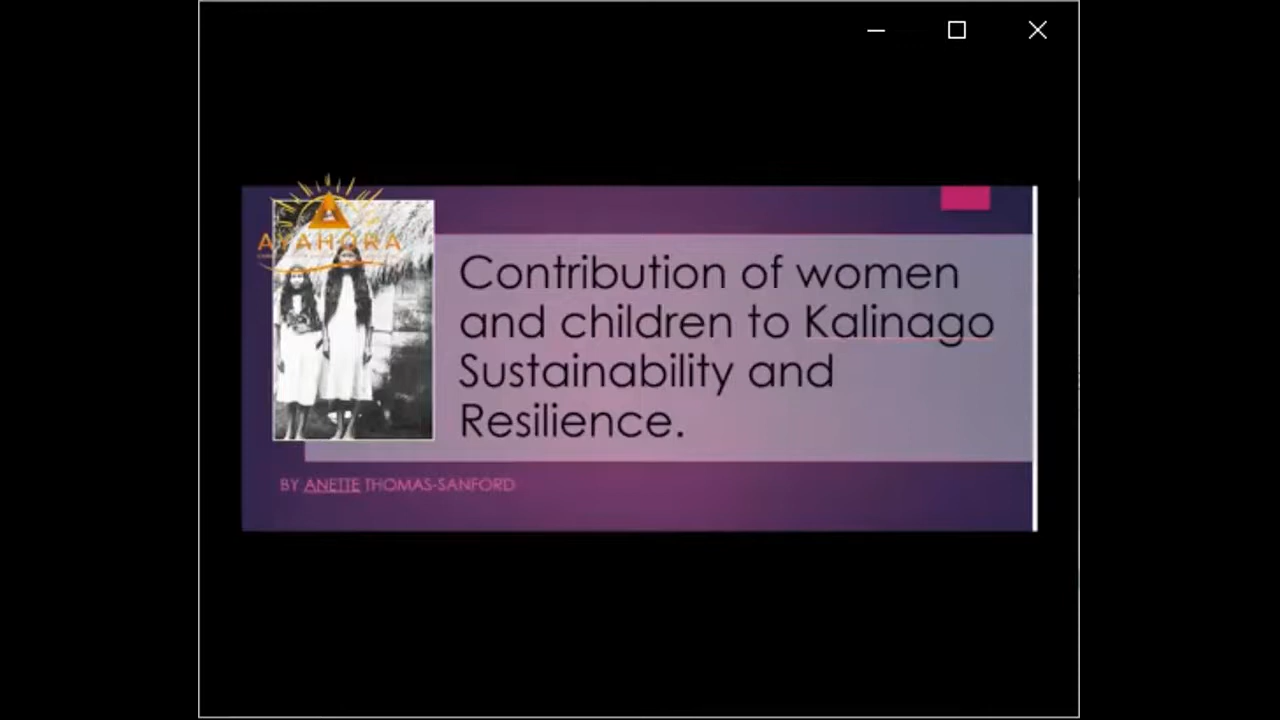 AYAHORA
Contribution of women
and children to Kalinago
Sustainability and
Resilience.
BY ANETTE THOMAS-SANFORD